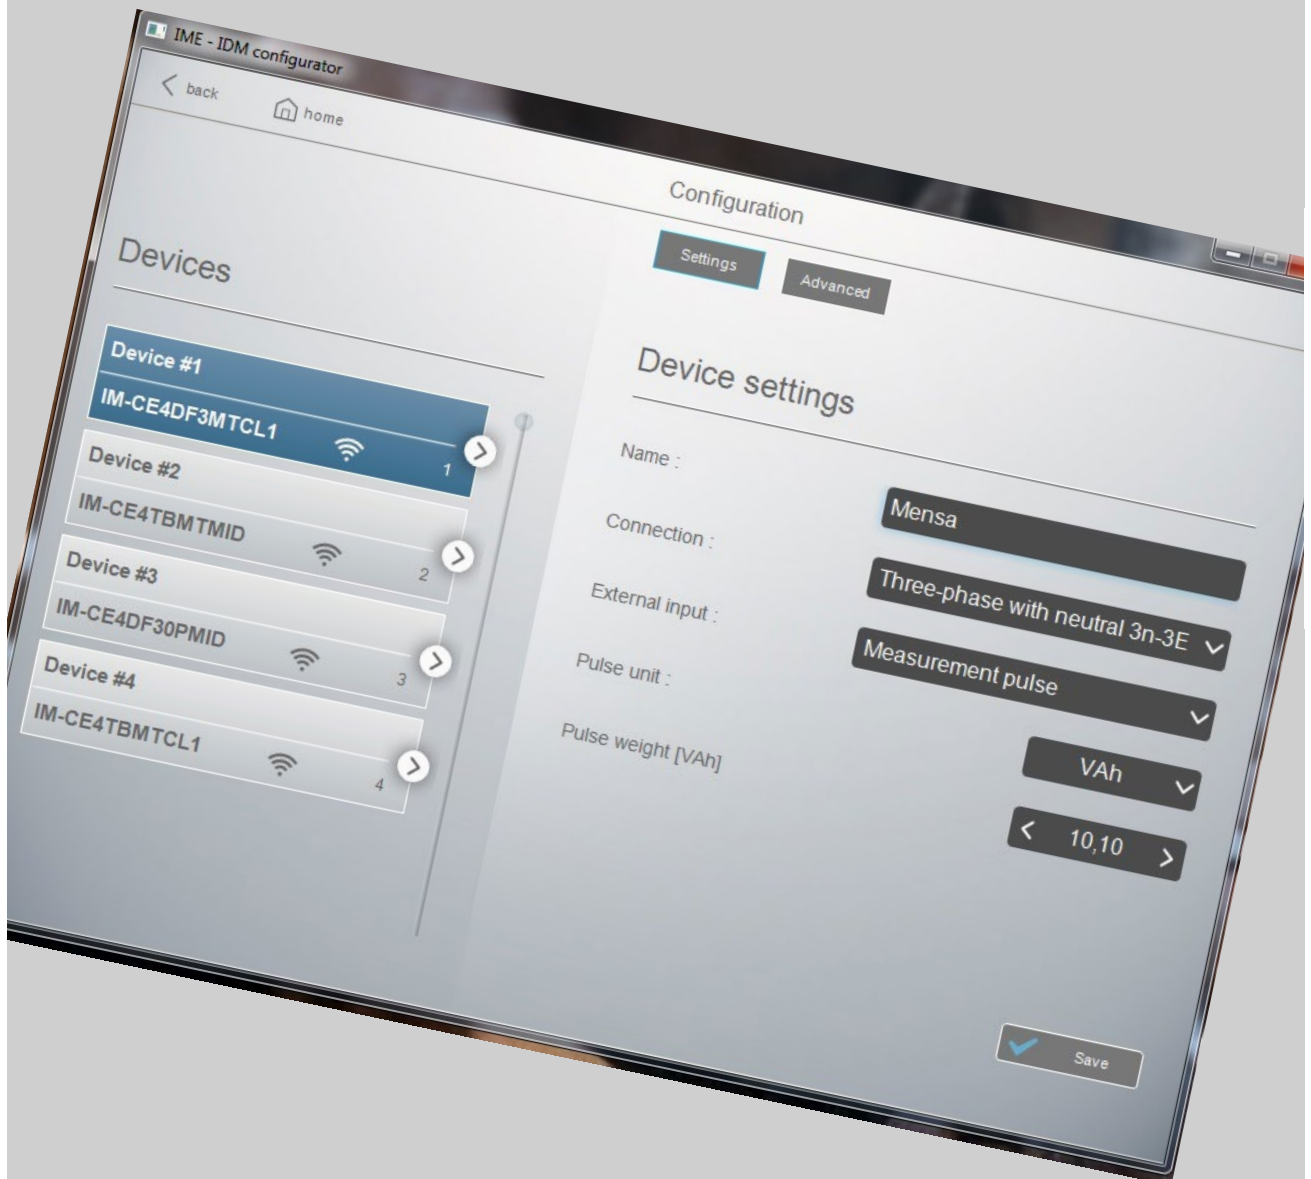 IME - IDM configurator
back
home
Configuration
Settings
Advanced
Devices
Device #1
IM-CE4DF3MTCL1
1
Device #2
IM-CE4TBMTMID
2
Device #3
IM-CE4DF30PMID
3
Device #4
IM-CE4TBMTCL1
4
Device settings
Name :
Mensa
Connection :
Three-phase with neutral 3n-3E
External input :
Measurement pulse
Pulse unit :
VAh
Pulse weight [VAh]
10,10
Save